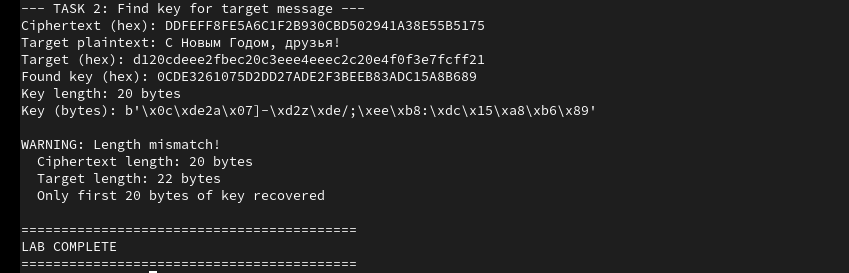 --- TASK 2: Find key for target message ---
Ciphertext (hex): DDFEFF8FE5A6C1F2B930CBD502941A38E55B5175
Target plaintext: С Новым Годом, друзья!
Target (hex): d120cdeee2fbec20c3eee4eeec2c20e4f0f3e7fcff21
Found key (hex): 0CDE3261075D2DD27ADE2F3BEEB83ADC15A8B689
Key length: 20 bytes
Key (bytes): b'\x0c\xde2a\x07]-\xd2z\xde/;\xee\xb8:\xdc\x15\xa8\xb6\x89'
WARNING: Length mismatch!
Ciphertext length: 20 bytes
Target length: 22 bytes
Only first 20 bytes of key recovered
==========================================
LAB COMPLETE
==========================================